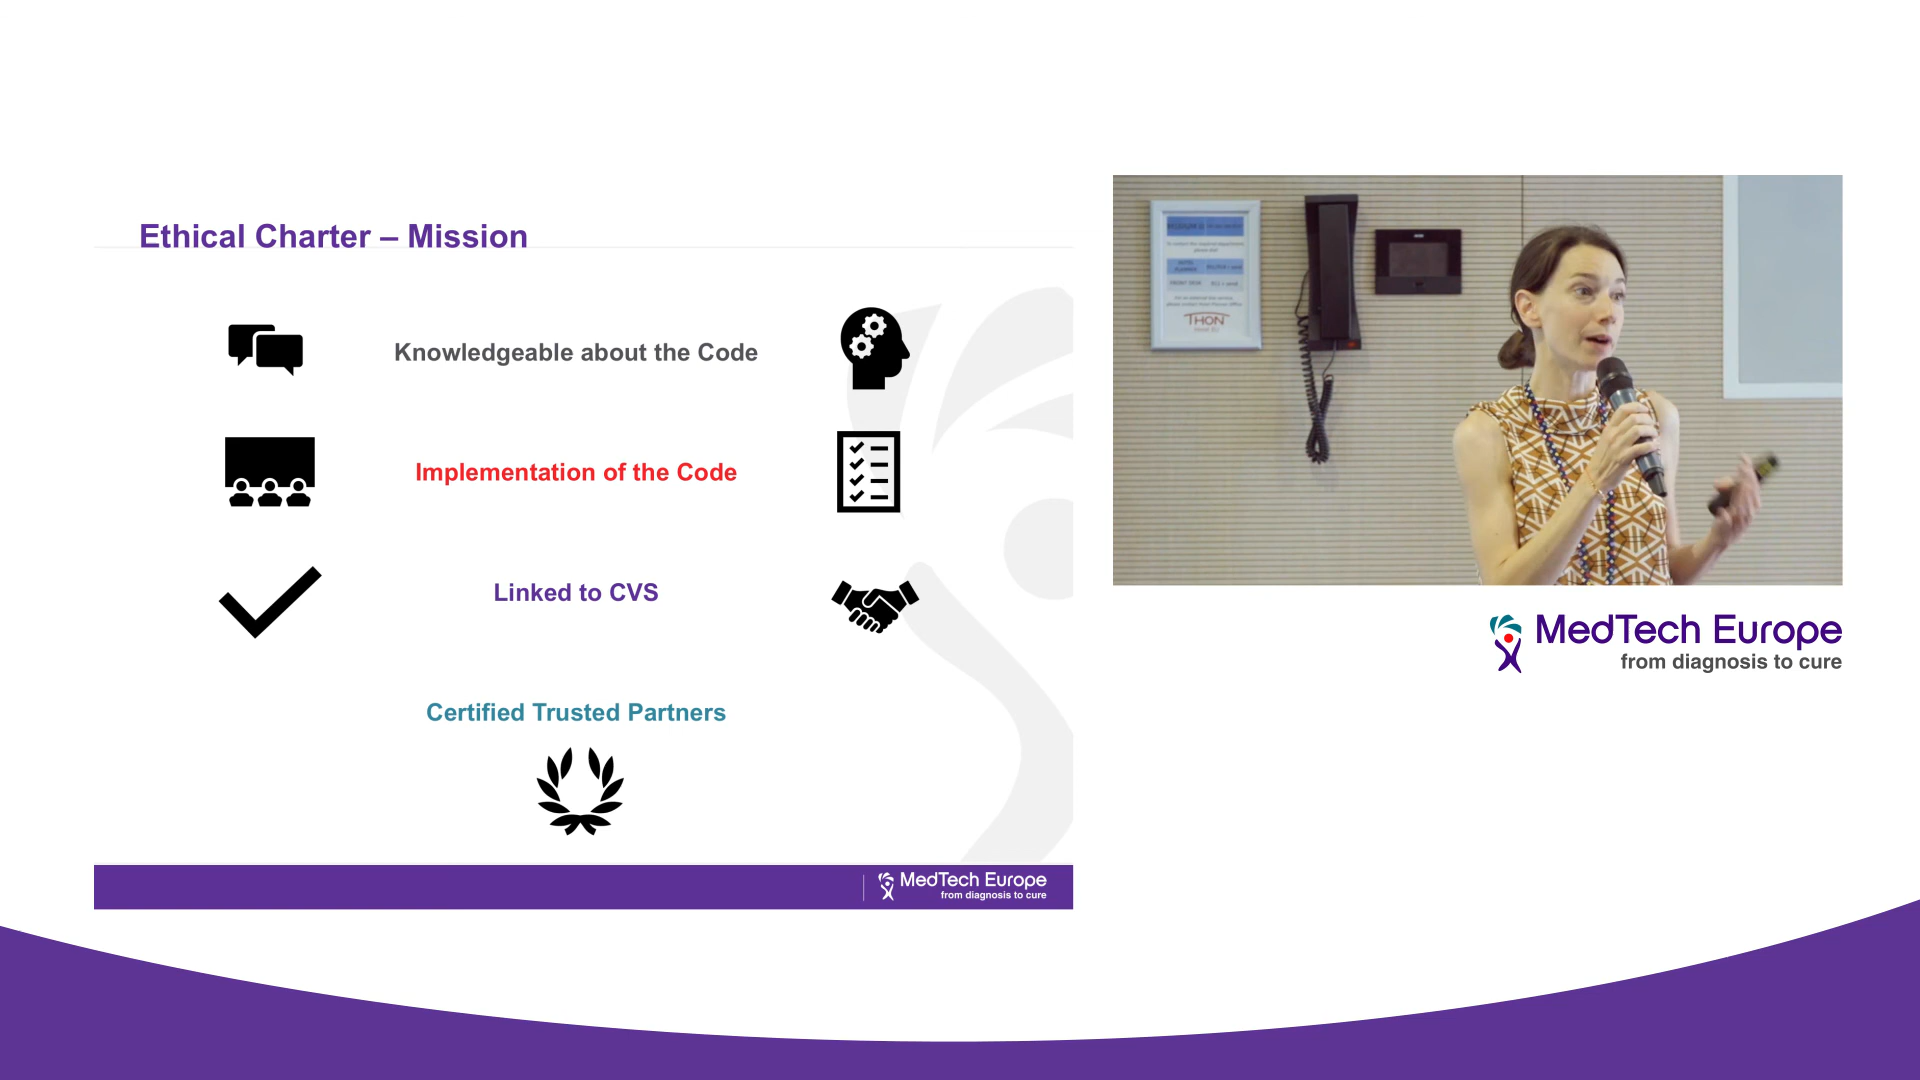 Ethical Charter – Mission
Knowledgeable about the Code
Implementation of the Code
Linked to CVS
Certified Trusted Partners
MedTech Europe
from diagnosis to cure
THON
MedTech Europe
from diagnosis to cure